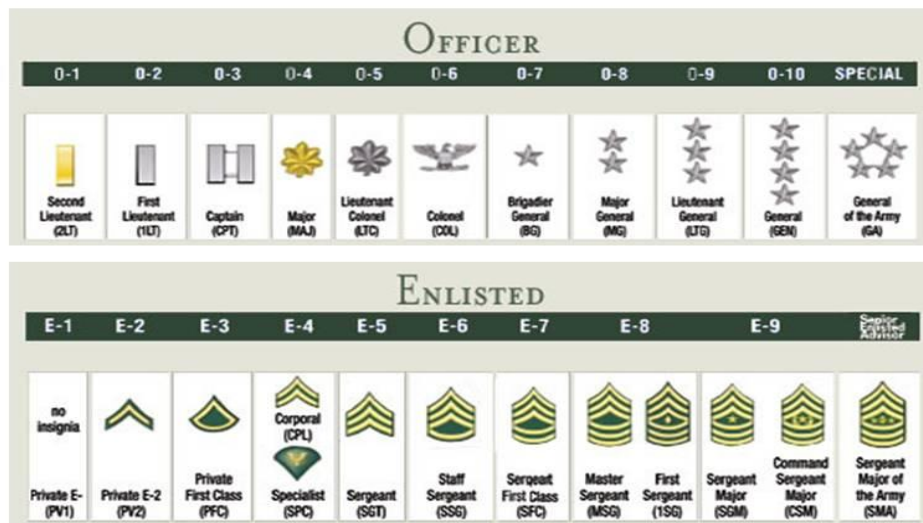 OFFICER
O-1 O-2 O-3 O-4 O-5 O-6 O-7 O-8 O-9 O-10 SPECIAL
Second
Lieutenant
(2LT)
First
Lieutenant
(1LT)
Captain
(CPT)
Major
(MAJ)
Lieutenant
Colonel
(LTC)
Colonel
(COL)
Brigadier
General
(BG)
Major
General
(MG)
Lieutenant
General
(LTG)
General
(GEN)
General
of the Army
(GA)
ENLISTED
E-1 E-2 E-3 E-4 E-5 E-6 E-7 E-8 E-9 Senior
Enlisted
Advisor
no
insignia
Private E-
(PV1)
Private E-2
(PV2)
Private
First Class
(PFC)
Corporal
(CPL)
Specialist
(SPC)
Sergeant
(SGT)
Staff
Sergeant
(SSG)
Sergeant
First Class
(SFC)
Master
Sergeant
(MSG)
First
Sergeant
(1SG)
Sergeant
Major
(SGM)
Command
Sergeant
Major
(CSM)
Sergeant
Major of
the Army
(SMA)